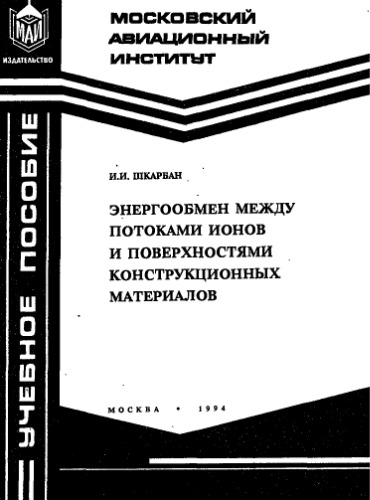 МАИ
ИЗДАТЕЛЬСТВО
МОСКОВСКИЙ
АВИАЦИОННЫЙ
ИНСТИТУТ
УЧЕБНОЕ ПОСОБИЕ
И.И. ШКАРБАН
ЭНЕРГООБМЕН МЕЖДУ
ПОТОКАМИ ИОНОВ
И ПОВЕРХНОСТЯМИ
КОНСТРУКЦИОННЫХ
МАТЕРИАЛОВ
МОСКВА • 1994